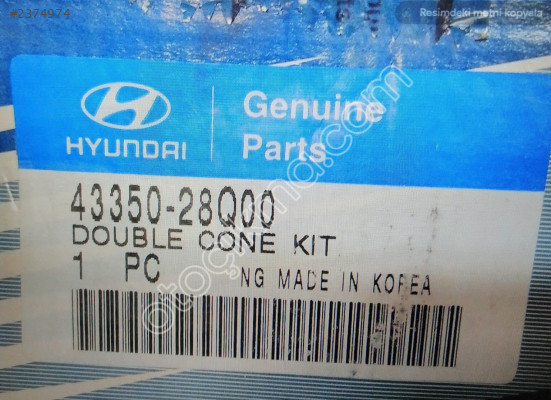 #2374974
Resimdeki metni kopyala
HYUNDAI
Genuine
Parts
43350-28Q00
DOUBLE CONE KIT
1 PC
NG MADE IN KOREA
otocikma.com